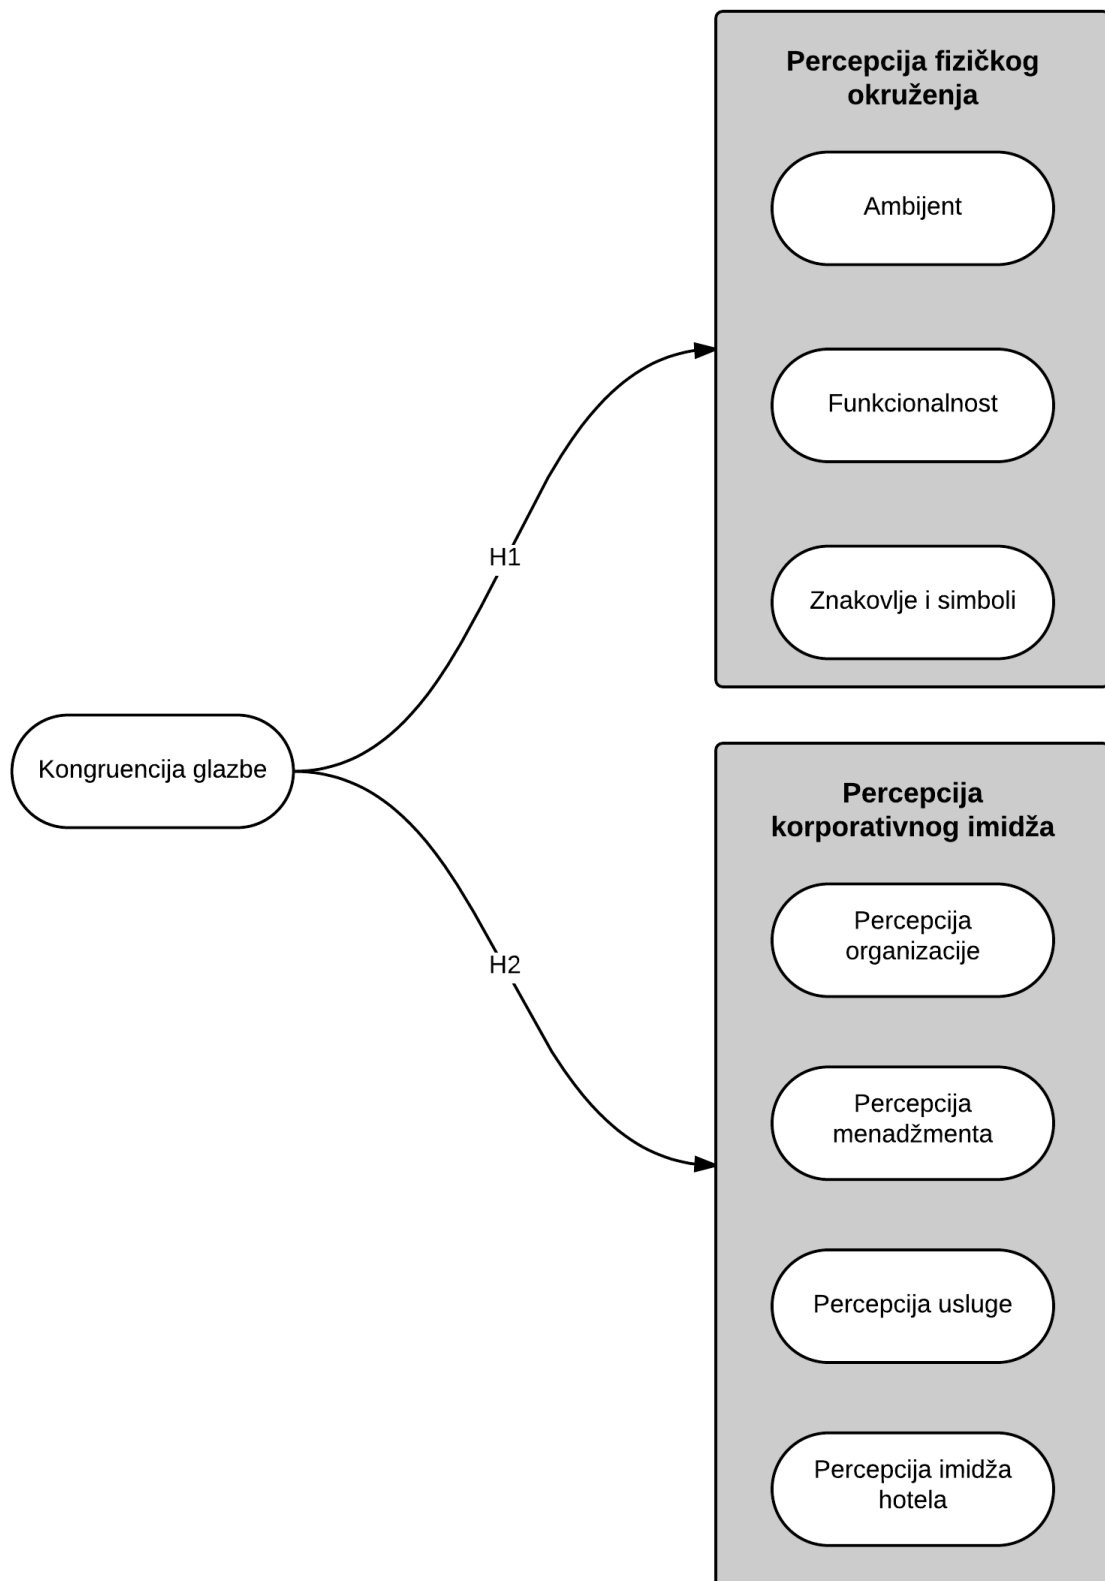 Percepcija fizičkog
okruženja
Ambijent
Funkcionalnost
Znakovlje i simboli
H1
Kongruencija glazbe
H2
Percepcija
korporativnog imidža
Percepcija
organizacije
Percepcija
menadžmenta
Percepcija usluge
Percepcija imidža
hotela